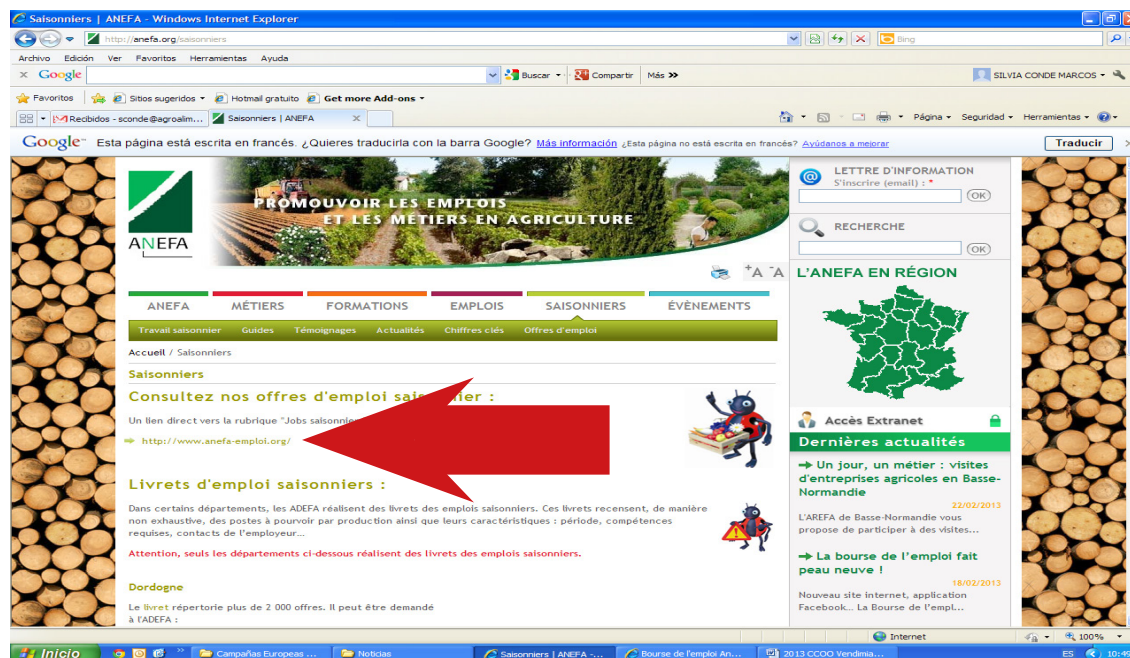 Saisonniers | ANEFA - Windows Internet Explorer
http://anefa.org/saisonniers
Bing
Archivo Edición Ver Favoritos Herramientas Ayuda
Google
Buscar
Compartir
Más »
SILVIA CONDE MARCOS
Favoritos
Sitios sugeridos
Hotmail gratuito
Get more Add-ons
Recibidos - sconde@agroalim...
Saisonniers | ANEFA
Página
Seguridad
Herramientas
Google™ Esta página está escrita en francés. ¿Quieres traducirla con la barra Google? Más información ¿Esta página no está escrita en francés? Ayúdanos a mejorar
Traducir
ANEFA
PROMOUVOIR LES EMPLOIS
ET LES MÉTIERS EN AGRICULTURE
LETTRE D'INFORMATION
S'inscrire (email) : *
OK
RECHERCHE
OK
+A -A
L'ANEFA EN RÉGION
ANEFA MÉTIERS FORMATIONS EMPLOIS SAISONNIERS ÉVÈNEMENTS
Travail saisonnier Guides Témoignages Actualités Chiffres clés Offres d'emploi
Accueil / Saisonniers
Saisonniers
Consultez nos offres d'emploi saisonnier :
Un lien direct vers la rubrique "Jobs saisonnie
http://www.anefa-emploi.org/
Livrets d'emploi saisonniers :
Dans certains départements, les ADEFA réalisent des livrets des emplois saisonniers. Ces livrets recensent, de manière
non exhaustive, des postes à pourvoir par production ainsi que leurs caractéristiques : période, compétences
requises, contacts de l'employeur...
Attention, seuls les départements ci-dessous réalisent des livrets des emplois saisonniers.
Dordogne
Le livret répertorie plus de 2 000 offres. Il peut être demandé
à l'ADEFA :
Accès Extranet
Dernières actualités
Un jour, un métier : visites
d'entreprises agricoles en Basse-
Normandie
22/02/2013
L'AREFA de Basse-Normandie vous
propose de participer à des visites...
La bourse de l'emploi fait
peau neuve !
18/02/2013
Nouveau site internet, application
Facebook... La Bourse de l'empl...
Internet
100%
Inicio
Campañas Europeas ...
Noticias
Saisonniers | ANEFA -...
Bourse de l'emploi An...
2013 CCOO Vendimia...
ES
10:49